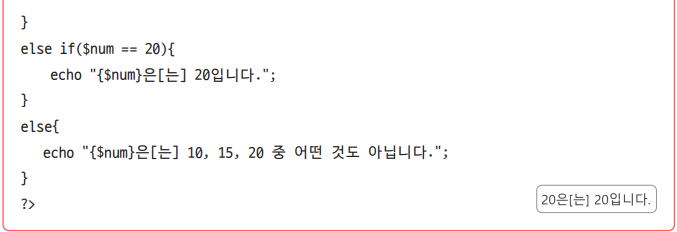 }
else if($num == 20){
    echo "{$num}은[는] 20입니다.";
}
else{
   echo "{$num}은[는] 10, 15, 20 중 어떤 것도 아닙니다.";
}
?>
20은[는] 20입니다.